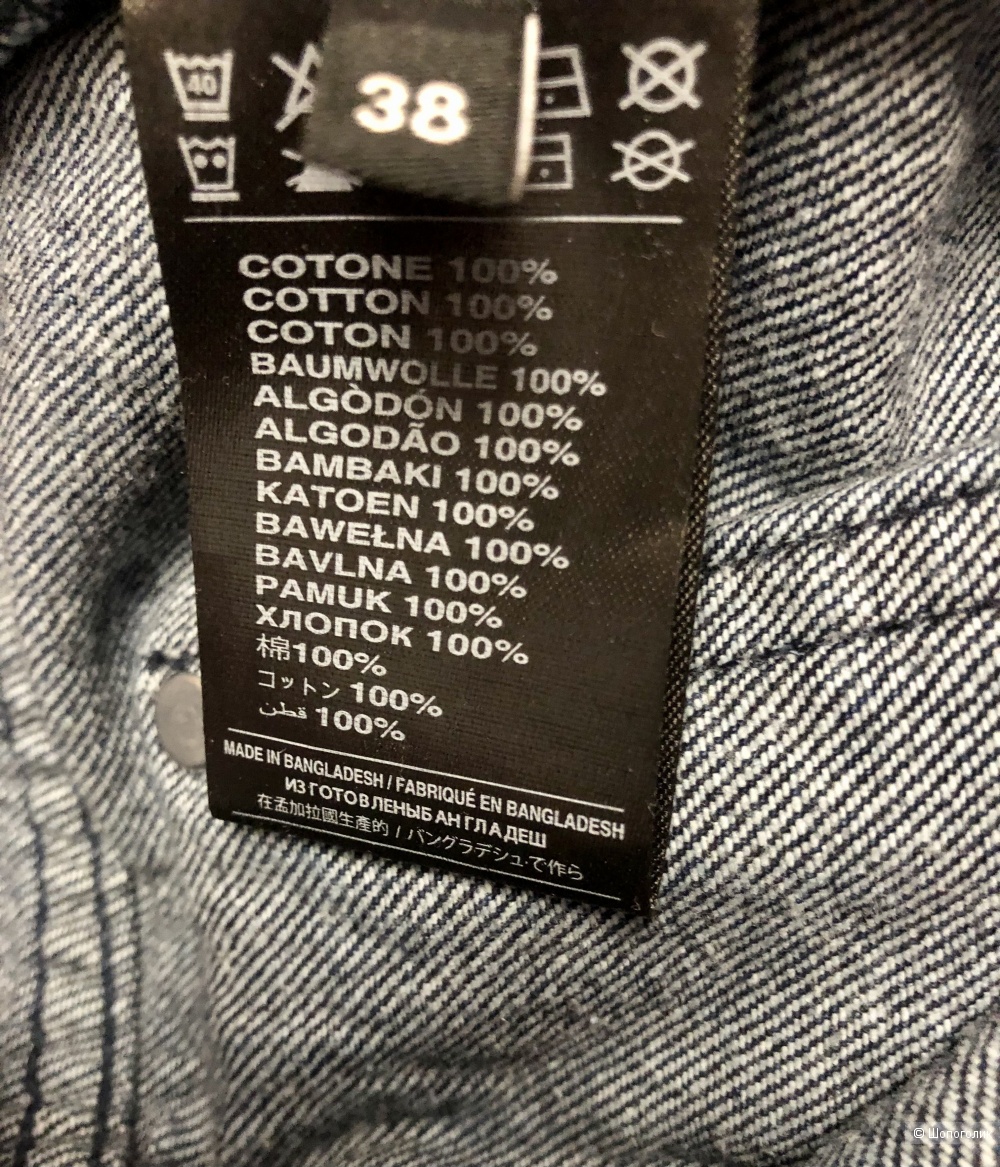 40
38
COTONE 100%
COTTON 100%
COTON 100%
BAUMWOLLE 100%
ALGÒDÓN 100%
ALGODÃO 100%
BAMBAKI 100%
KATOEN 100%
BAWEŁNA 100%
BAVLNA 100%
PAMUK 100%
ХЛОПОК 100%
棉100%
コットン 100%
قطن 100%
MADE IN BANGLADESH / FABRIQUÉ EN BANGLADESH
ИЗГОТОВЛЕНЫБАНГЛАДЕШ
在孟加拉國生產的 / バングラデシュで作ら
© Шопоголик